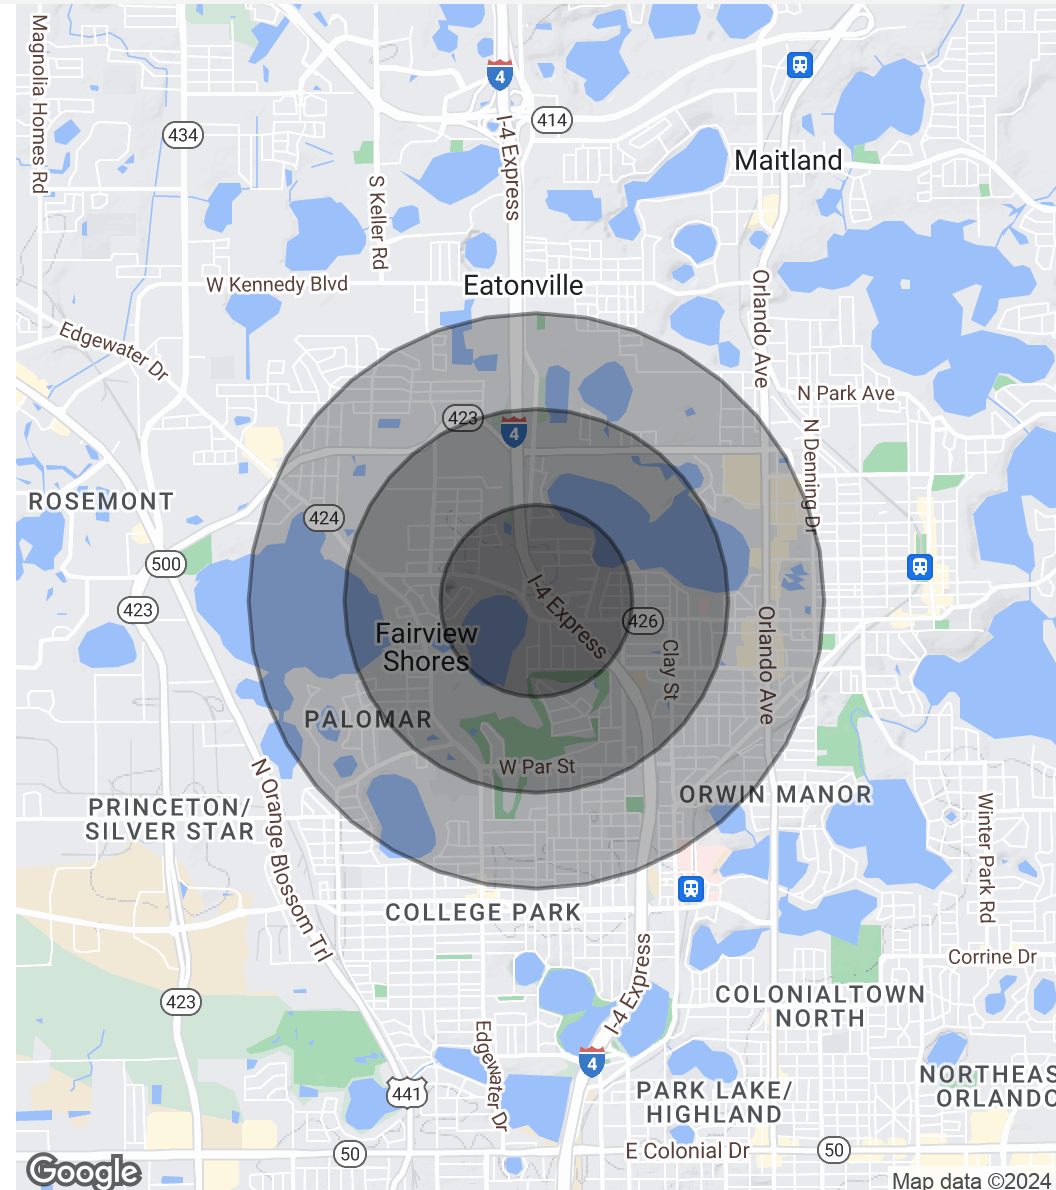 Magnolia Homes Rd
4
414
434
I-4 Express
Maitland
S Keller Rd
W Kennedy Blvd
Eatonville
Orlando Ave
Edgewater Dr
N Park Ave
423
4
N Denning Dr
ROSEMONT
424
500
423
I-4 Express
426
Fairview
Shores
Clay St
Orlando Ave
PALOMAR
W Par St
N Orange Blossom Trl
ORWIN MANOR
PRINCETON/
SILVER STAR
Winter Park Rd
COLLEGE PARK
I-4 Express
Corrine Dr
423
COLONIALTOWN
NORTH
Edgewater Dr
4
NORTHEAS
ORLANDO
441
PARK LAKE/
HIGHLAND
50
E Colonial Dr
50
Google
Map data ©2024